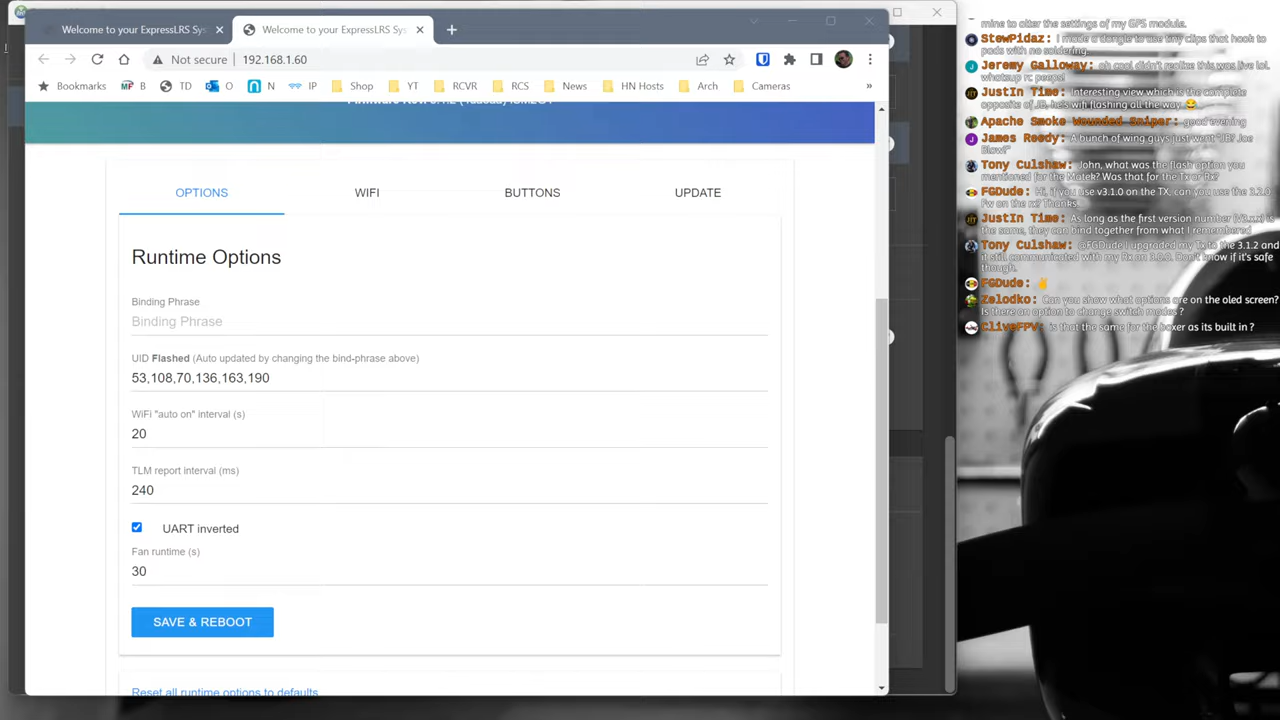 Welcome to your ExpressLRS Sys
Welcome to your ExpressLRS Sys
Not secure
192.168.1.60
Bookmarks
B
TD
O
N
IP
Shop
YT
RCVR
RCS
News
HN Hosts
Arch
Cameras
»
OPTIONS
WIFI
BUTTONS
UPDATE
Runtime Options
Binding Phrase
Binding Phrase
UID Flashed (Auto updated by changing the bind-phrase above)
53,108,70,136,163,190
WiFi "auto on" interval (s)
20
TLM report interval (ms)
240
UART inverted
Fan runtime (s)
30
SAVE & REBOOT
Reset all runtime options to defaults
mine to alter the settings of my GPS module.
StewPidaz: I made a dongle to use tiny clips that hook to
pads with no soldering.
Jeremy Galloway: oh cool didn't realize this was live lol.
whatsup rc peeps!
JustIn Time: Interesting view which is the complete
opposite of JB, he's wifi flashing all the way 😂
Apache Smoke Wounded Sniper: good evening
James Reedy: A bunch of wing guys just went "JB? Joe
Blow?"
Tony Culshaw: John, what was the flash option you
mentioned for the Matek? Was that for the Tx or Rx?
FGDude: Hi, if you use v3.1.0 on the TX, can you use the 3.2.0
Fw on the rx? Thanks.
JustIn Time: As long as the first version number
is
the same, they can bind together from what I remembered
Tony Culshaw: @FGDude I upgraded my Tx to the 3.1.2 and
it still communicated with my Rx on 3.0.0. Don't know if it's safe
though.
FGDude: ✌
Zelodko: Can you show what options are on the oled screen?
Is there an option to change switch modes ?
CliveFPV: is that the same for the boxer as its built in ?